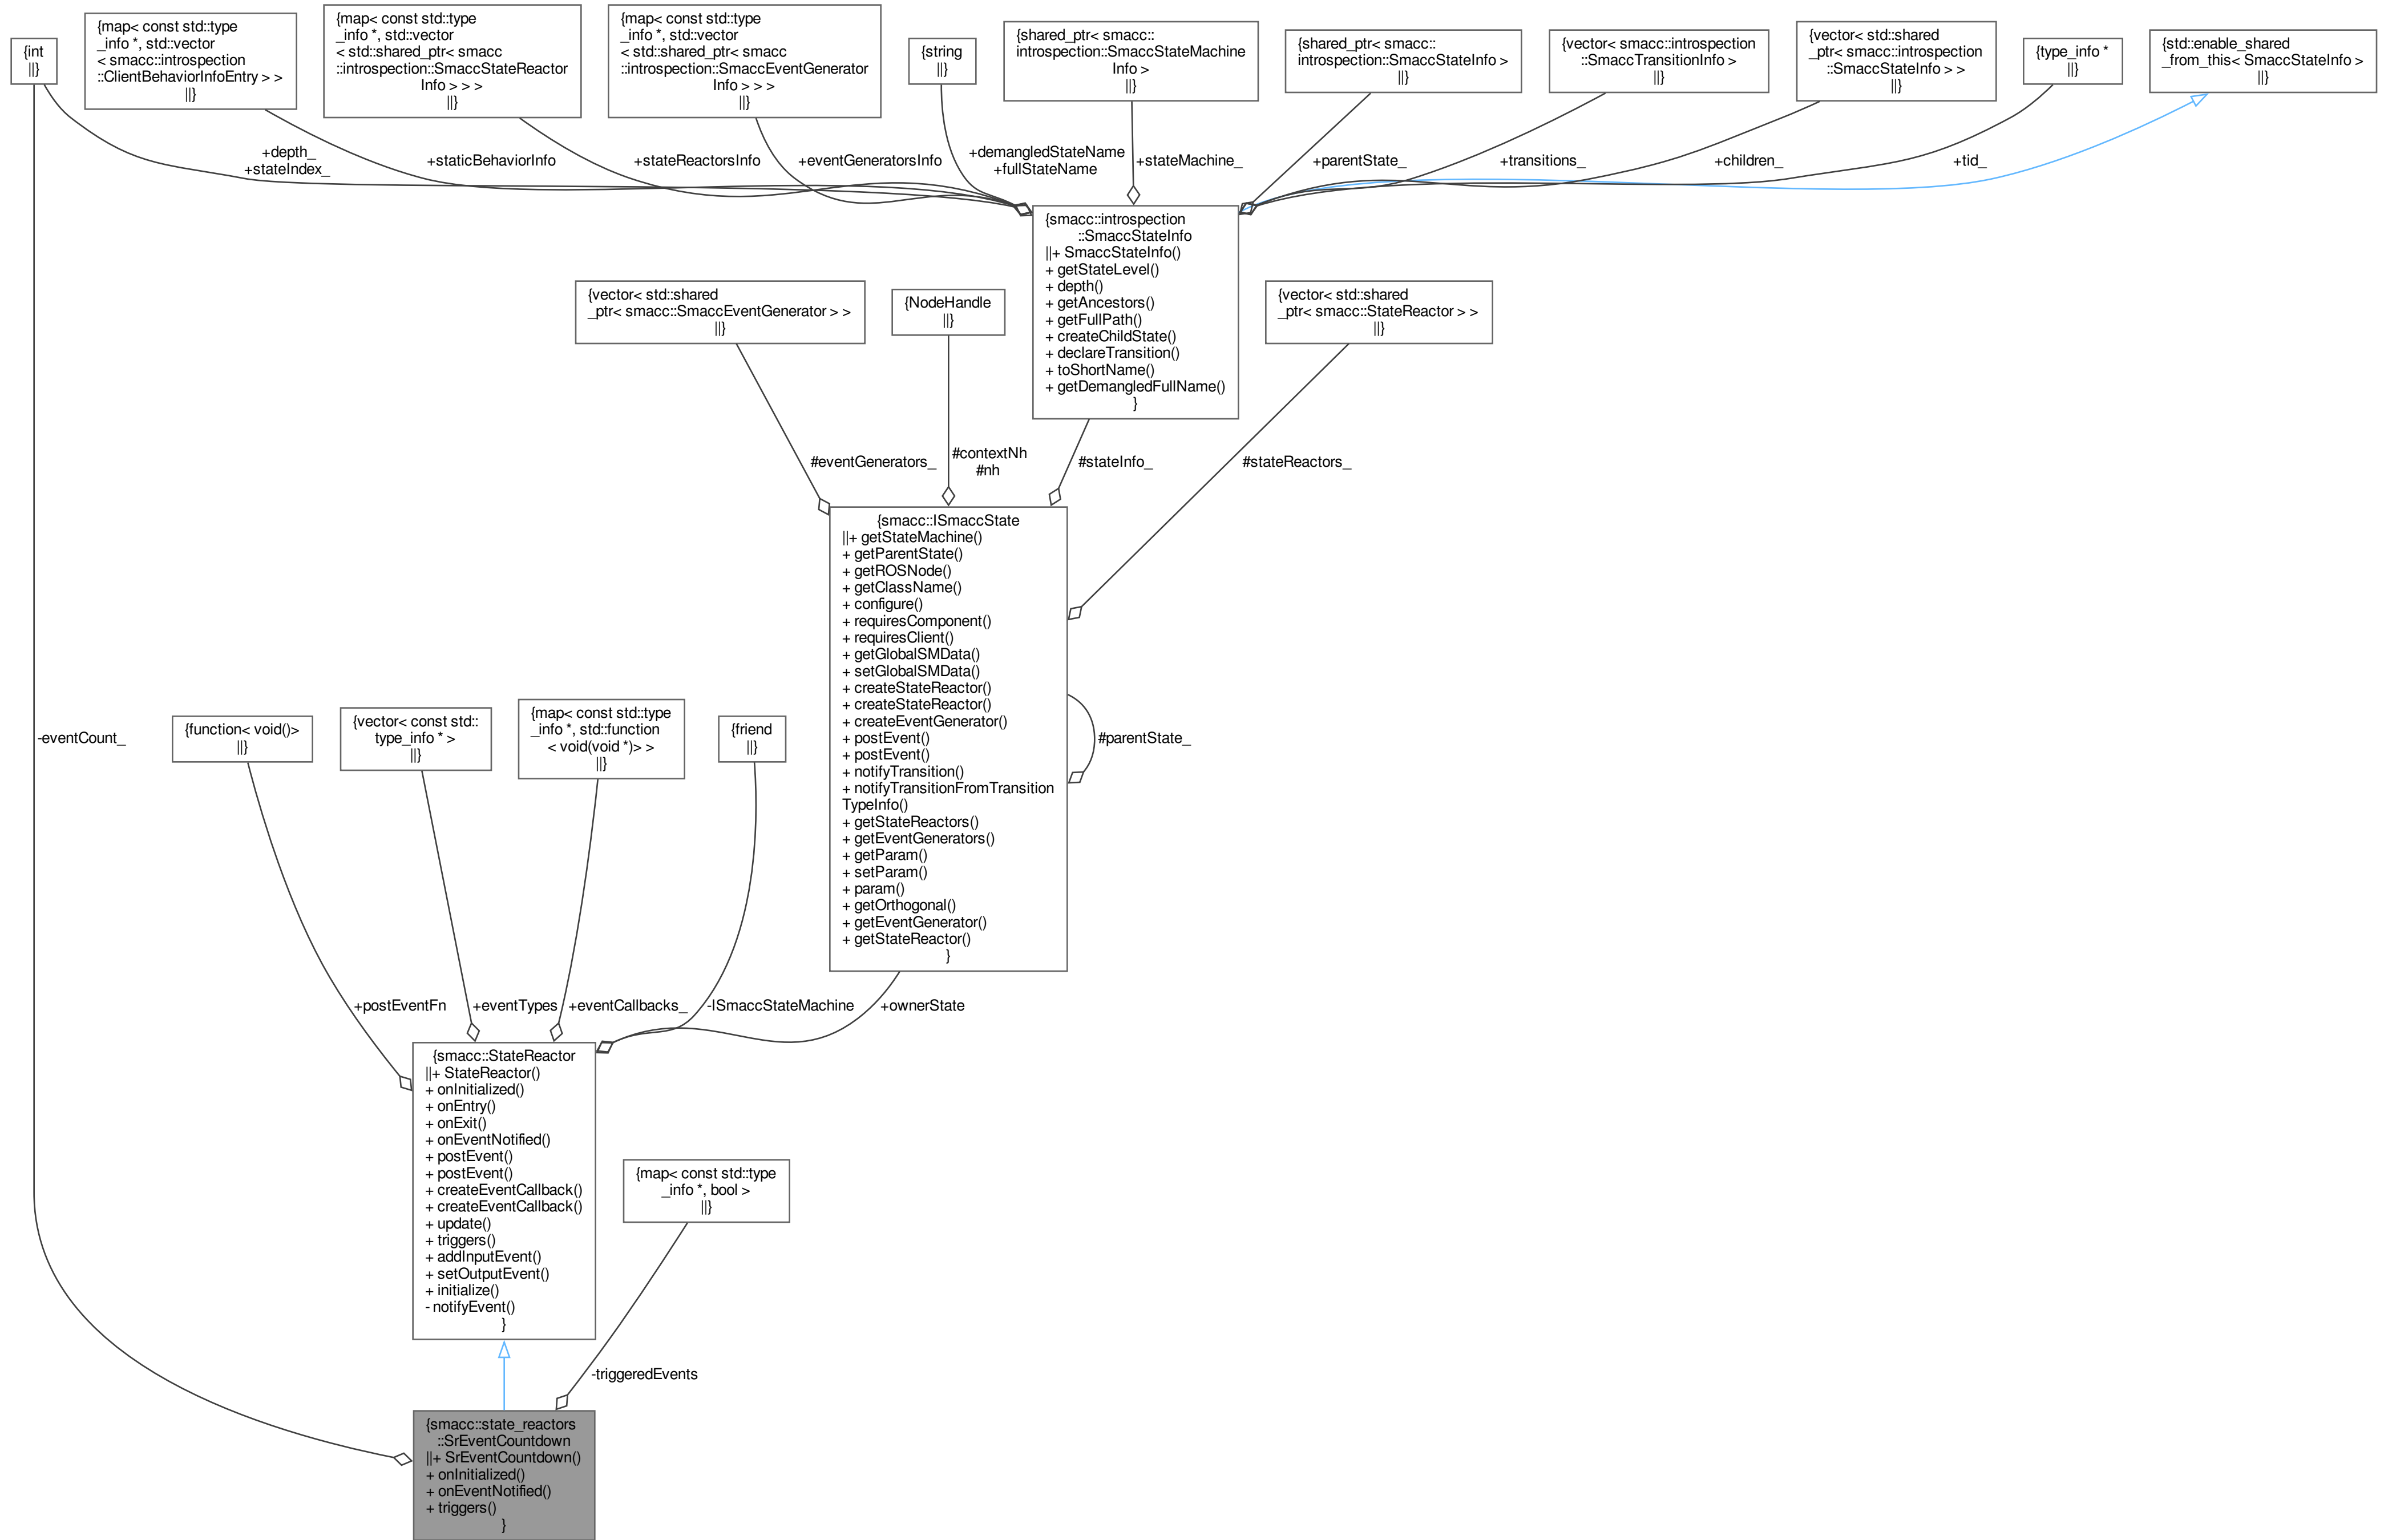 {int
||}
{map< const std::type
_info *, std::vector
< smacc::introspection
::ClientBehaviorInfoEntry > >
||}
{map< const std::type
_info *, std::vector
< std::shared_ptr< smacc
::introspection::SmaccStateReactor
Info > > >
||}
{map< const std::type
_info *, std::vector
< std::shared_ptr< smacc
::introspection::SmaccEventGenerator
Info > > >
||}
{string
||}
{shared_ptr< smacc::
introspection::SmaccStateMachine
Info >
||}
{shared_ptr< smacc::
introspection::SmaccStateInfo >
||}
{vector< smacc::introspection
::SmaccTransitionInfo >
||}
{vector< std::shared
_ptr< smacc::introspection
::SmaccStateInfo > >
||}
{type_info *
||}
{std::enable_shared
_from_this< SmaccStateInfo >
||}
+depth_
+stateIndex_
+staticBehaviorInfo
+stateReactorsInfo
+eventGeneratorsInfo
+demangledStateName
+fullStateName
+stateMachine_
+parentState_
+transitions_
+children_
+tid_
{smacc::introspection
::SmaccStateInfo
||+ SmaccStateInfo()
+ getStateLevel()
+ depth()
+ getAncestors()
+ getFullPath()
+ createChildState()
+ declareTransition()
+ toShortName()
+ getDemangledFullName()
}
{vector< std::shared
_ptr< smacc::SmaccEventGenerator > >
||}
{NodeHandle
||}
{vector< std::shared
_ptr< smacc::StateReactor > >
||}
#eventGenerators_
#contextNh
#nh
#stateInfo_
#stateReactors_
{smacc::ISmaccState
||+ getStateMachine()
+ getParentState()
+ getROSNode()
+ getClassName()
+ configure()
+ requiresComponent()
+ requiresClient()
+ getGlobalSMData()
+ setGlobalSMData()
+ createStateReactor()
+ createStateReactor()
+ createEventGenerator()
+ postEvent()
+ postEvent()
+ notifyTransition()
+ notifyTransitionFromTransition
TypeInfo()
+ getStateReactors()
+ getEventGenerators()
+ getParam()
+ setParam()
+ param()
+ getOrthogonal()
+ getEventGenerator()
+ getStateReactor()
}
#parentState_
-eventCount_
{function< void()>
||}
{vector< const std::
type_info * >
||}
{map< const std::type
_info *, std::function
< void(void *)> >
||}
{friend
||}
+postEventFn
+eventTypes
+eventCallbacks_
-ISmaccStateMachine
+ownerState
{smacc::StateReactor
||+ StateReactor()
+ onInitialized()
+ onEntry()
+ onExit()
+ onEventNotified()
+ postEvent()
+ postEvent()
+ createEventCallback()
+ createEventCallback()
+ update()
+ triggers()
+ addInputEvent()
+ setOutputEvent()
+ initialize()
- notifyEvent()
}
{map< const std::type
_info *, bool >
||}
-triggeredEvents
{smacc::state_reactors
::SrEventCountdown
||+ SrEventCountdown()
+ onInitialized()
+ onEventNotified()
+ triggers()
}